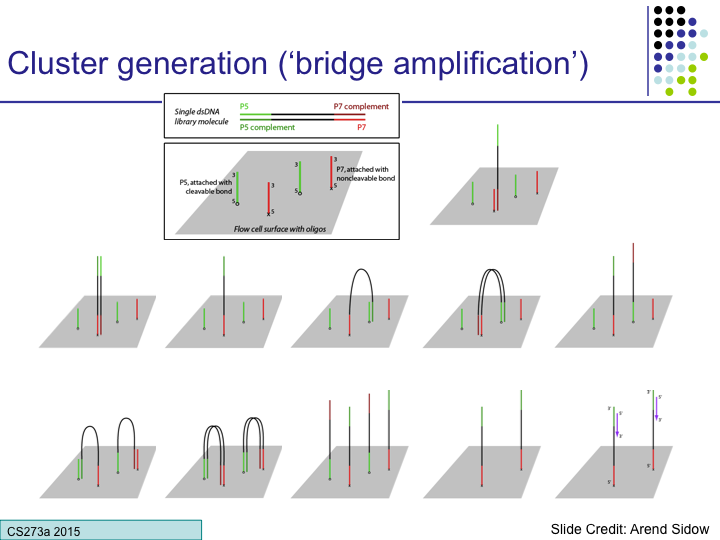 Cluster generation (‘bridge amplification’)
Single dsDNA
library molecule
P5
P7 complement
P5 complement
P7
P5, attached with
cleavable bond
3
5
3
5
3
5
3
5
P7, attached with
noncleavable bond
Flow cell surface with oligos
3'
5'
3'
5'
3'
5'
3'
5'
CS273a 2015
Slide Credit: Arend Sidow